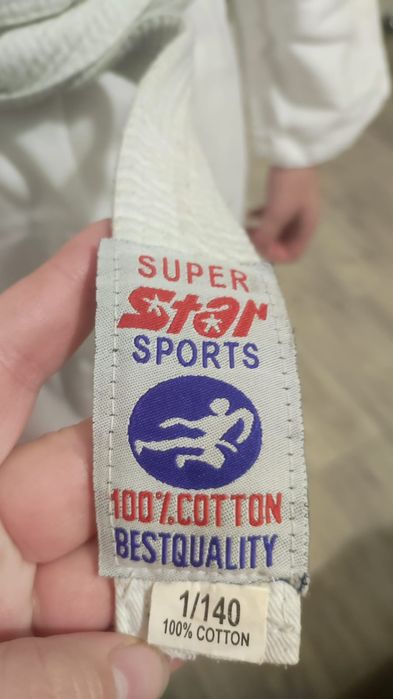 SUPER
Star
SPORTS
100% COTTON
BESTQUALITY
1/140
100% COTTON